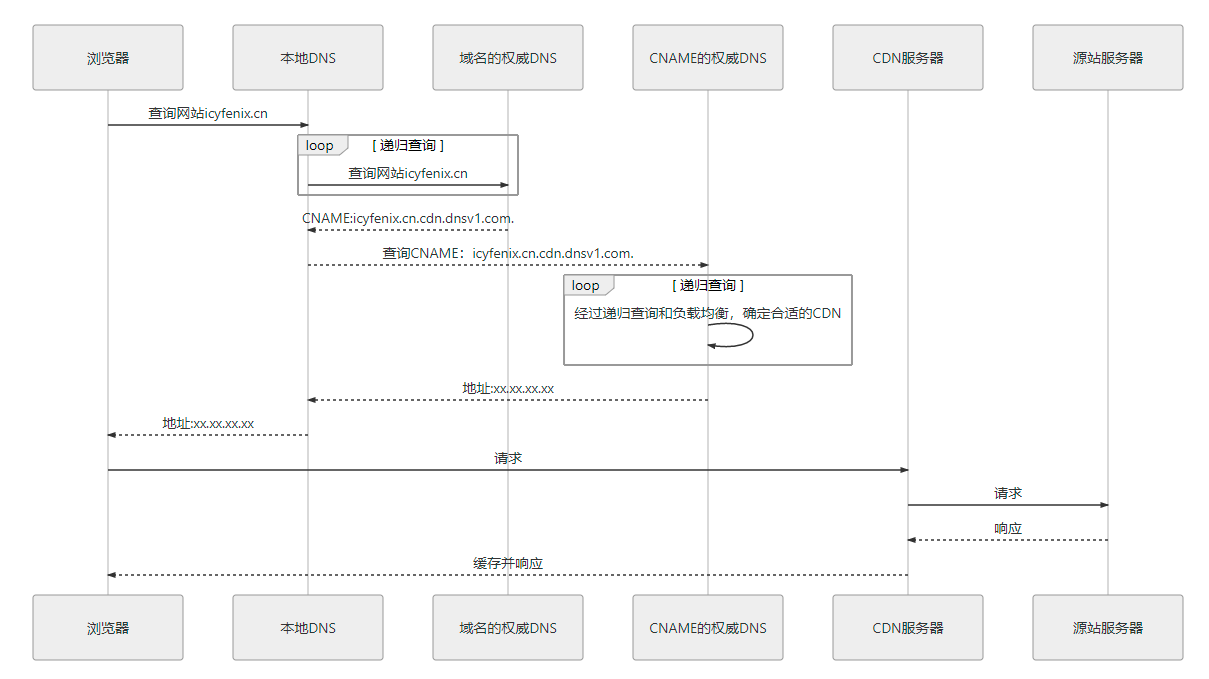 浏览器
本地DNS
域名的权威DNS
CNAME的权威DNS
CDN服务器
源站服务器
查询网站icyfenix.cn
loop
[ 递归查询 ]
查询网站icyfenix.cn
CNAME:icyfenix.cn.cdn.dnsv1.com.
查询CNAME：icyfenix.cn.cdn.dnsv1.com.
loop
[ 递归查询 ]
经过递归查询和负载均衡，确定合适的CDN
地址:xx.xx.xx.xx
地址:xx.xx.xx.xx
请求
请求
响应
缓存并响应
浏览器
本地DNS
域名的权威DNS
CNAME的权威DNS
CDN服务器
源站服务器